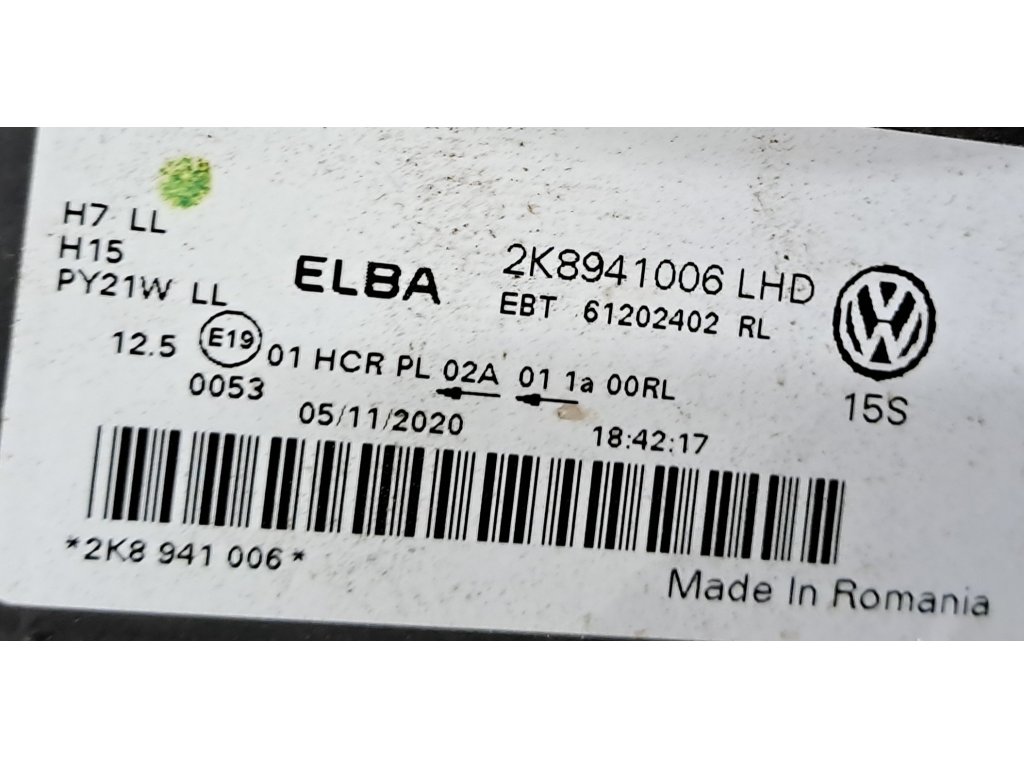 H7 LL
H15
PY21W LL
ELBA
2K8941006 LHD
EBT 61202402 RL
12.5 E19 01 HCR PL 02A 01 1a 00RL
0053
15S
05/11/2020 18:42:17
*2K8 941 006*
Made In Romania